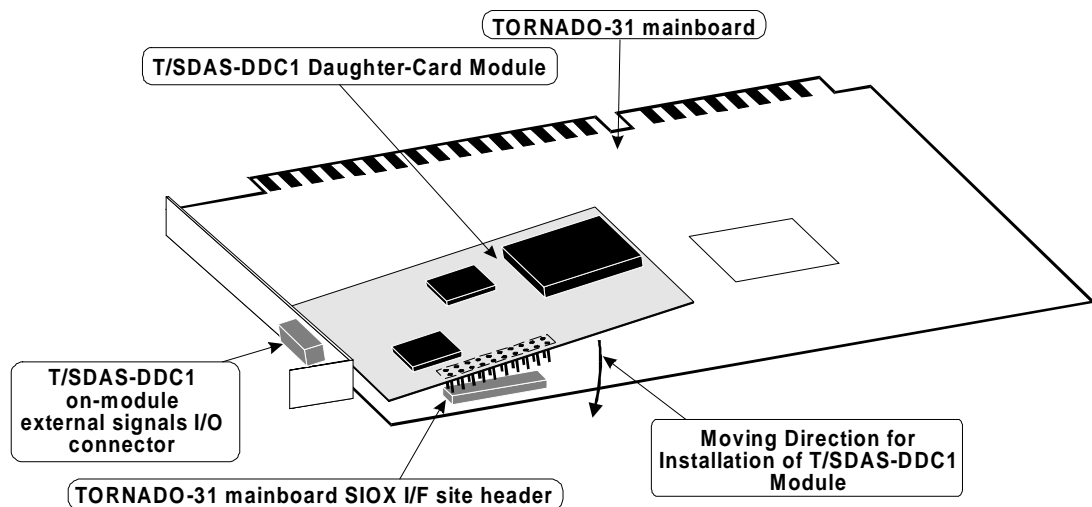 TORNADO-31 mainboard
T/SDAS-DDC1 Daughter-Card Module
T/SDAS-DDC1
on-module
external signals I/O
connector
Moving Direction for
Installation of T/SDAS-DDC1
Module
TORNADO-31 mainboard SIOX I/F site header